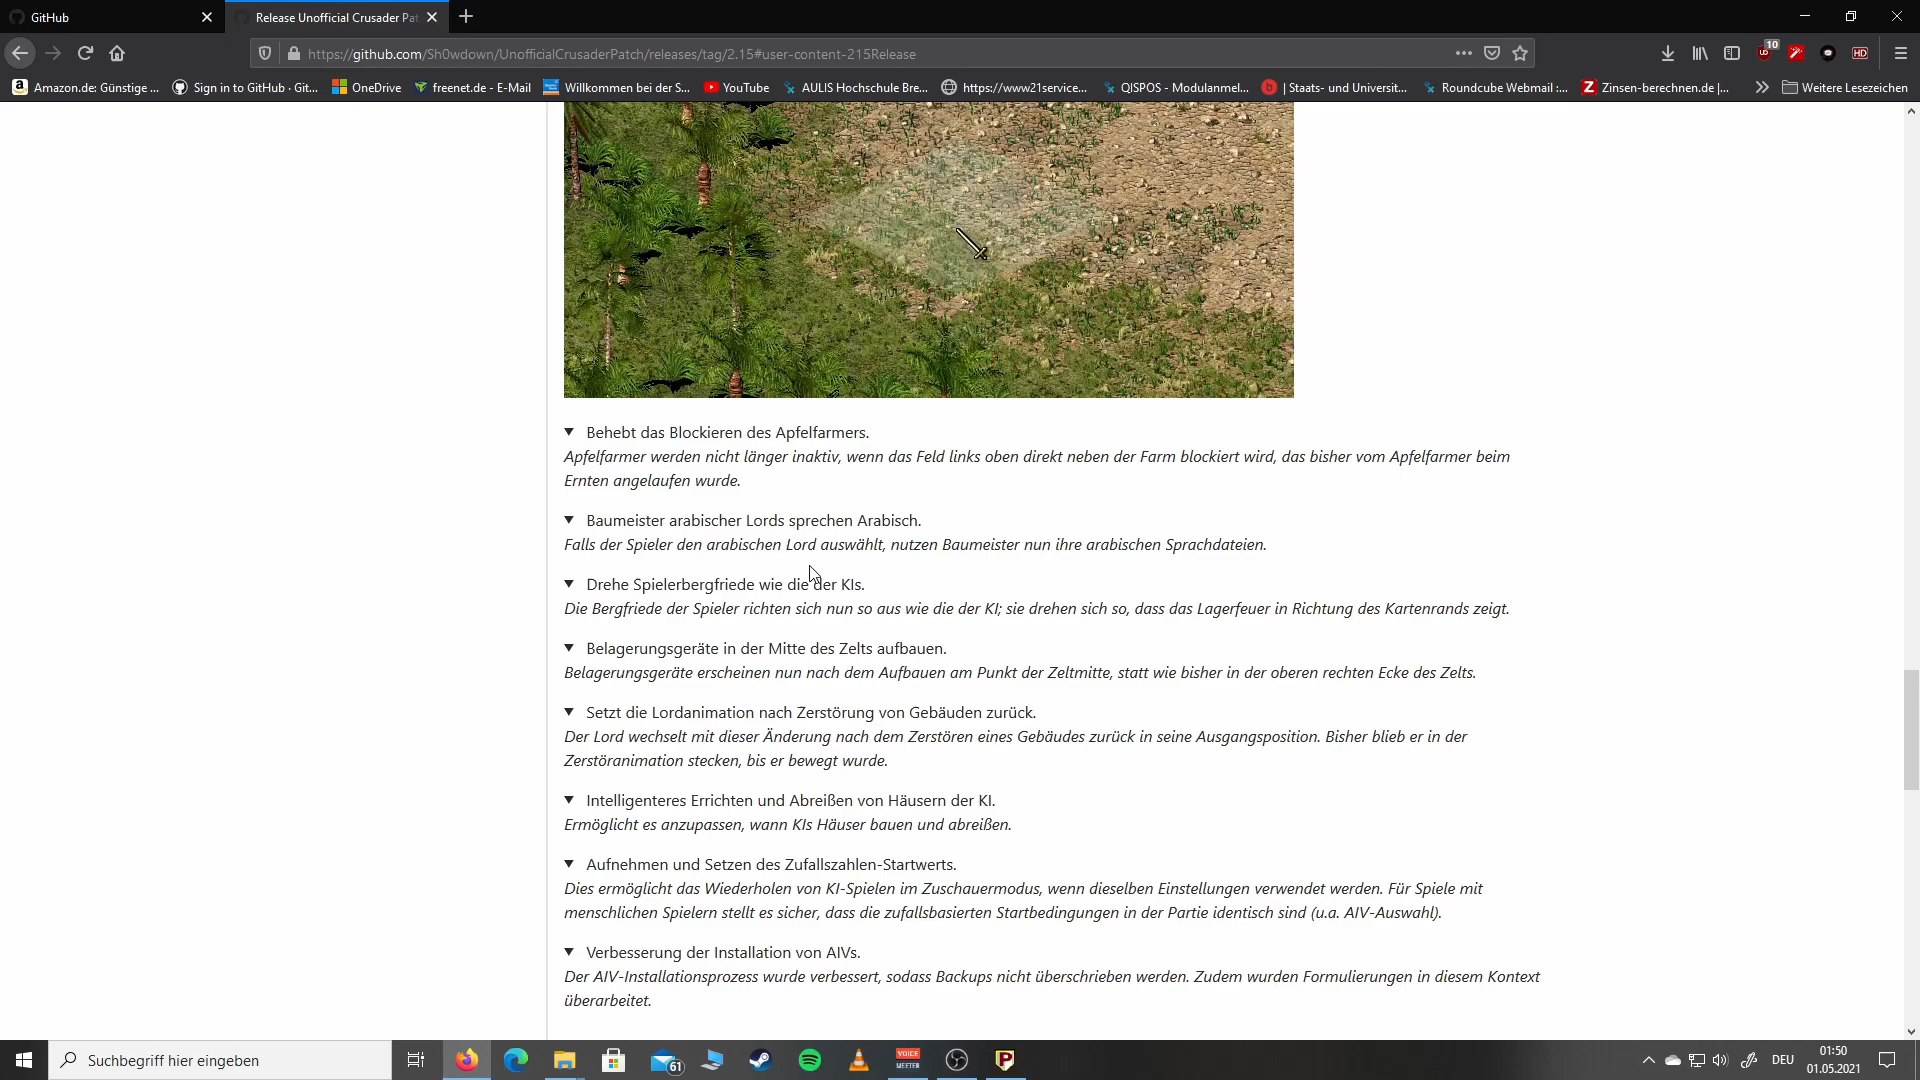 GitHub
Release Unofficial Crusader Pat
https://github.com/Sh0wdown/UnofficialCrusaderPatch/releases/tag/2.15#user-content-215Release
10
HD
Amazon.de: Günstige ...
Sign in to GitHub · Git...
OneDrive
freenet.de - E-Mail
Willkommen bei der S...
YouTube
AULIS Hochschule Bre...
https://www21service...
QISPOS - Modulanmel...
| Staats- und Universit...
Roundcube Webmail :...
Zinsen-berechnen.de |...
Weitere Lesezeichen
Behebt das Blockieren des Apfelfarmers.
Apfelfarmer werden nicht länger inaktiv, wenn das Feld links oben direkt neben der Farm blockiert wird, das bisher vom Apfelfarmer beim
Ernten angelaufen wurde.
Baumeister arabischer Lords sprechen Arabisch.
Falls der Spieler den arabischen Lord auswählt, nutzen Baumeister nun ihre arabischen Sprachdateien.
Drehe Spielerbergfriede wie die der KIs.
Die Bergfriede der Spieler richten sich nun so aus wie die der KI; sie drehen sich so, dass das Lagerfeuer in Richtung des Kartenrands zeigt.
Belagerungsgeräte in der Mitte des Zelts aufbauen.
Belagerungsgeräte erscheinen nun nach dem Aufbauen am Punkt der Zeltmitte, statt wie bisher in der oberen rechten Ecke des Zelts.
Setzt die Lordanimation nach Zerstörung von Gebäuden zurück.
Der Lord wechselt mit dieser Änderung nach dem Zerstören eines Gebäudes zurück in seine Ausgangsposition. Bisher blieb er in der
Zerstöranimation stecken, bis er bewegt wurde.
Intelligenteres Errichten und Abreißen von Häusern der KI.
Ermöglicht es anzupassen, wann KIs Häuser bauen und abreißen.
Aufnehmen und Setzen des Zufallszahlen-Startwerts.
Dies ermöglicht das Wiederholen von KI-Spielen im Zuschauermodus, wenn dieselben Einstellungen verwendet werden. Für Spiele mit
menschlichen Spielern stellt es sicher, dass die zufallsbasierten Startbedingungen in der Partie identisch sind (u.a. AIV-Auswahl).
Verbesserung der Installation von AIVs.
Der AIV-Installationsprozess wurde verbessert, sodass Backups nicht überschrieben werden. Zudem wurden Formulierungen in diesem Kontext
überarbeitet.
Suchbegriff hier eingeben
61
VOICE
MEETER
DEU
01:50
01.05.2021